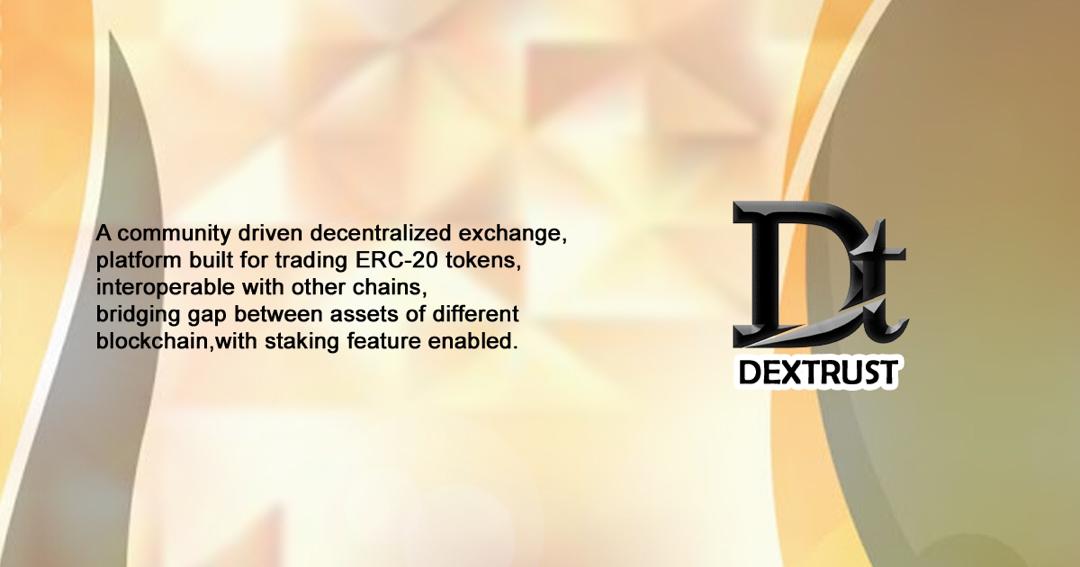 A community driven decentralized exchange,
platform built for trading ERC-20 tokens,
interoperable with other chains,
bridging gap between assets of different
blockchain,with staking feature enabled.
Dt
DEXTRUST